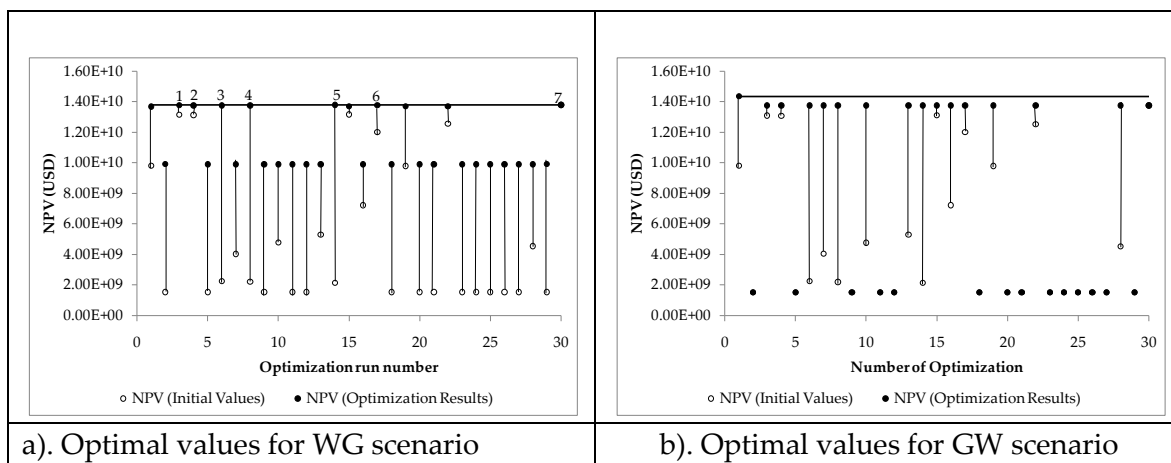 1.60E+10
1.40E+10
1.20E+10
1.00E+10
8.00E+09
6.00E+09
4.00E+09
2.00E+09
0.00E+00
NPV (USD)
1 2 3 4 5 6 7
0 5 10 15 20 25 30
Optimization run number
NPV (Initial Values) NPV (Optimization Results)
1.60E+10
1.40E+10
1.20E+10
1.00E+10
8.00E+09
6.00E+09
4.00E+09
2.00E+09
0.00E+00
NPV (USD)
0 5 10 15 20 25 30
Number of Optimization
NPV (Initial Values) NPV (Optimization Results)
a). Optimal values for WG scenario
b). Optimal values for GW scenario